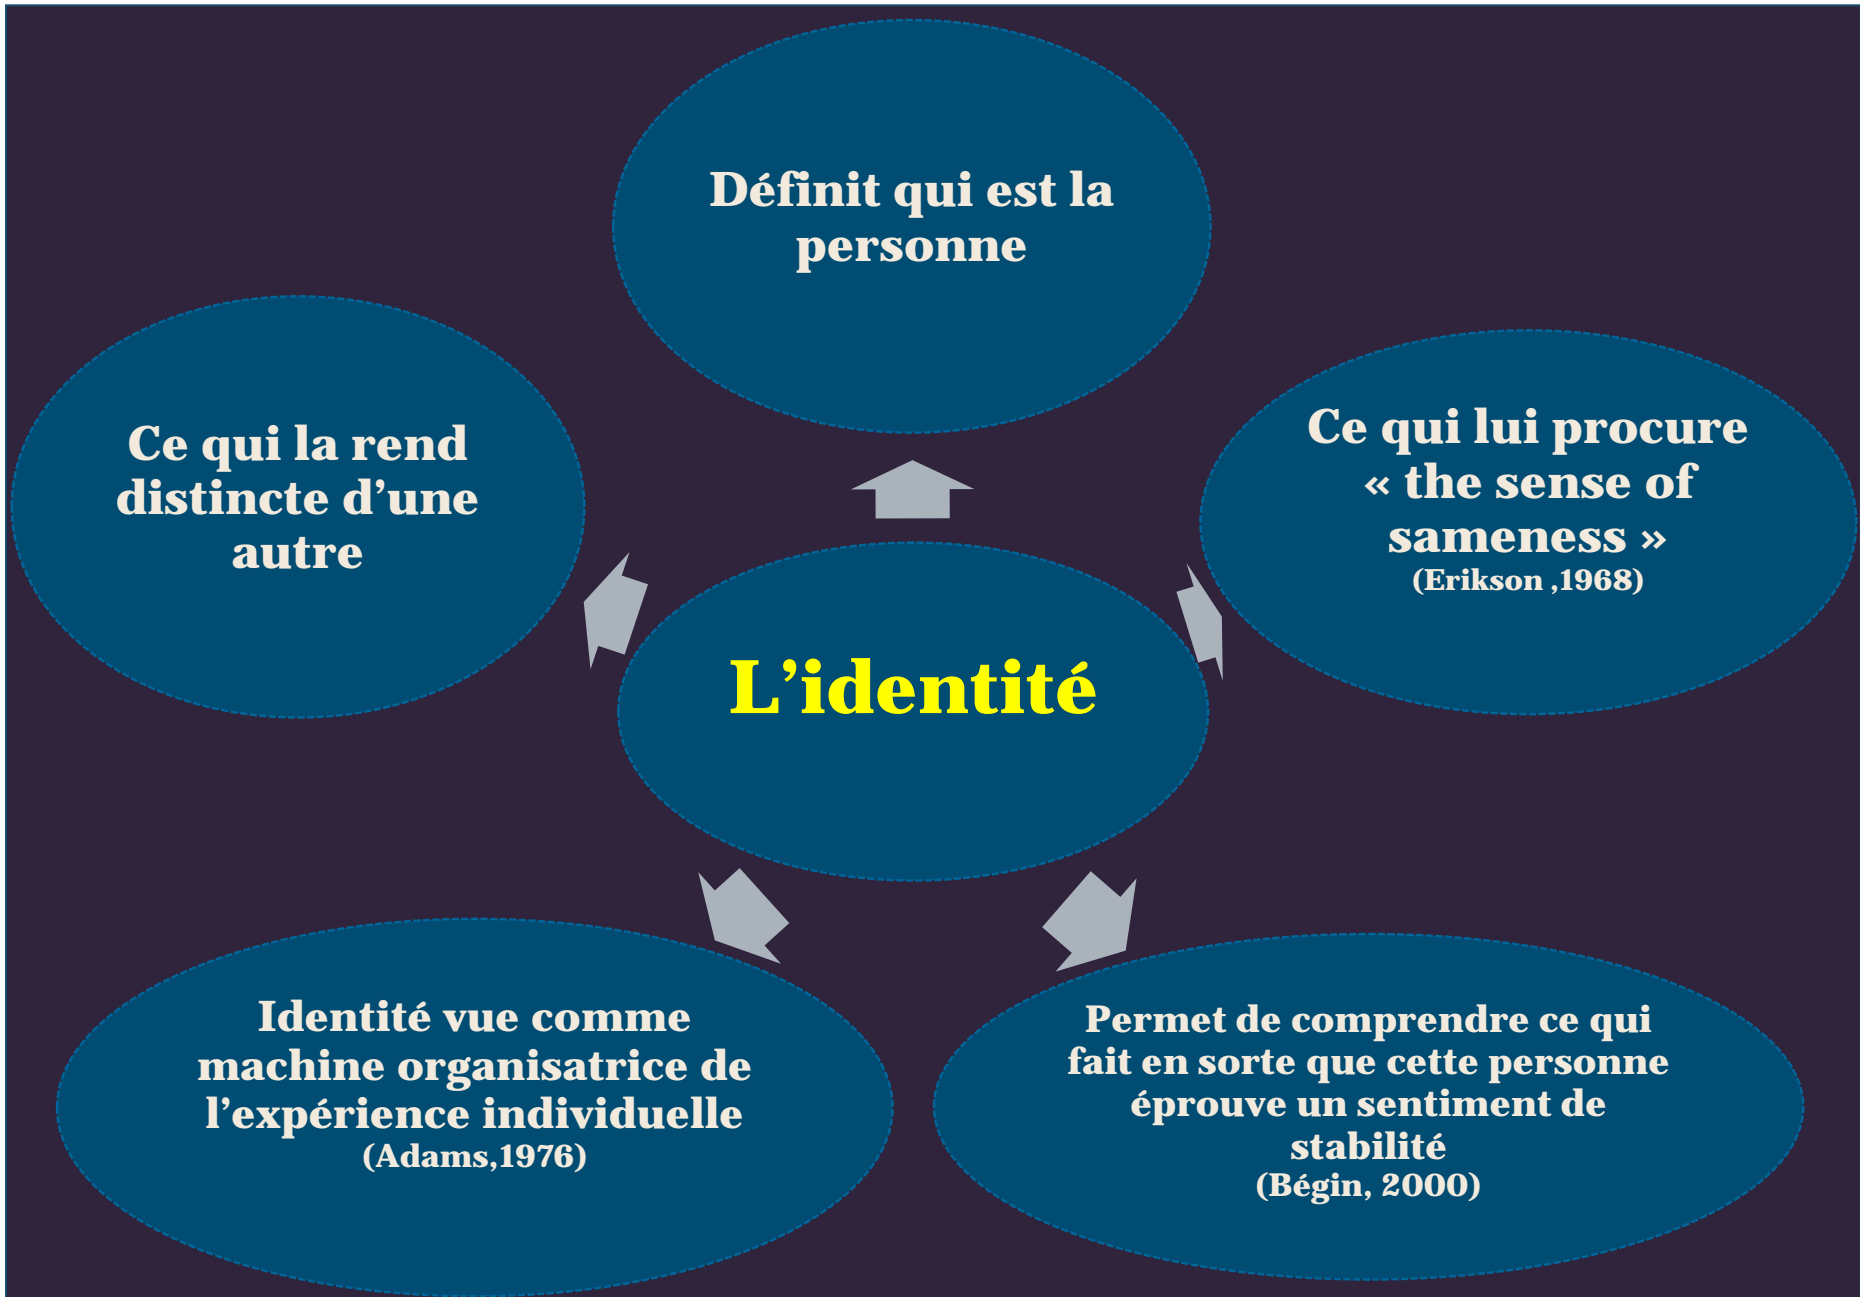 Définit qui est la
personne
Ce qui la rend
distincte d’une
autre
Ce qui lui procure
« the sense of
sameness »
(Erikson ,1968)
L’identité
Identité vue comme
machine organisatrice de
l’expérience individuelle
(Adams,1976)
Permet de comprendre ce qui
fait en sorte que cette personne
éprouve un sentiment de
stabilité
(Bégin, 2000)